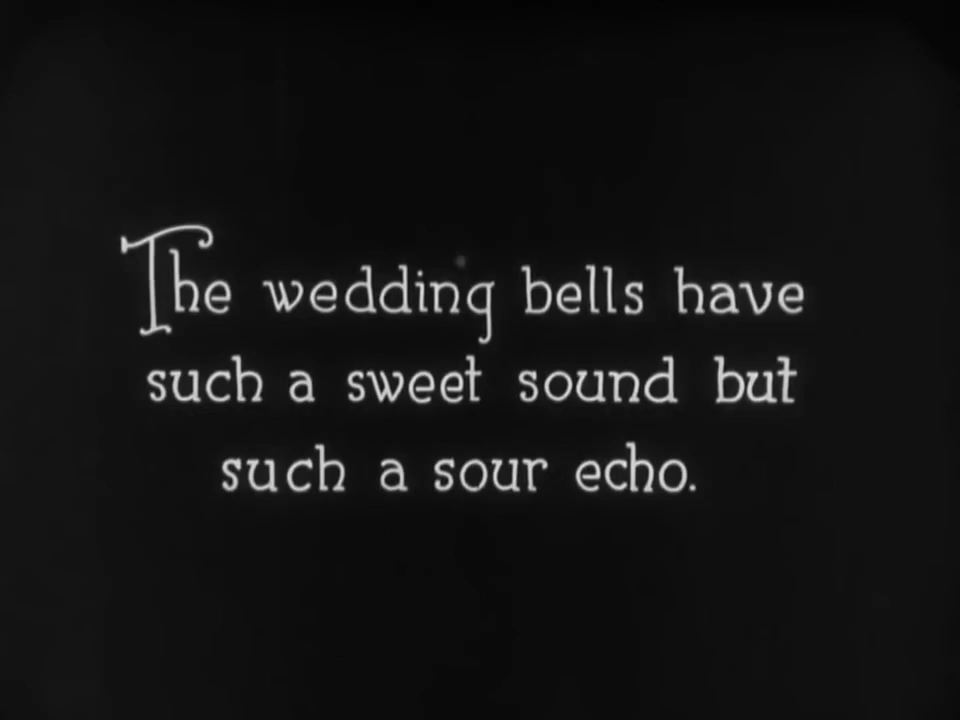 The wedding bells have
such a sweet sound but
such a sour echo.